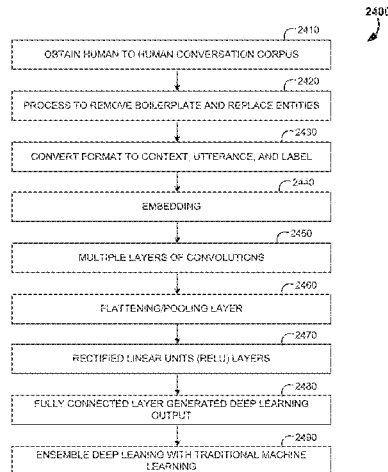 2400
2410
OBTAIN HUMAN TO HUMAN CONVERSATION CORPUS
2420
PROCESS TO REMOVE BOILERPLATE AND REPLACE ENTITIES
2430
CONVERT FORMAT TO CONTEXT, UTTERANCE, AND LABEL
2440
EMBEDDING
2450
MULTIPLE LAYERS OF CONVOLUTIONS
2460
FLATTENING/POOLING LAYER
2470
RECTIFIED LINEAR UNITS (RELU) LAYERS
2480
FULLY CONNECTED LAYER GENERATED DEEP LEARNING
OUTPUT
2490
ENSEMBLE DEEP LEANING WITH TRADITIONAL MACHINE
LEARNING